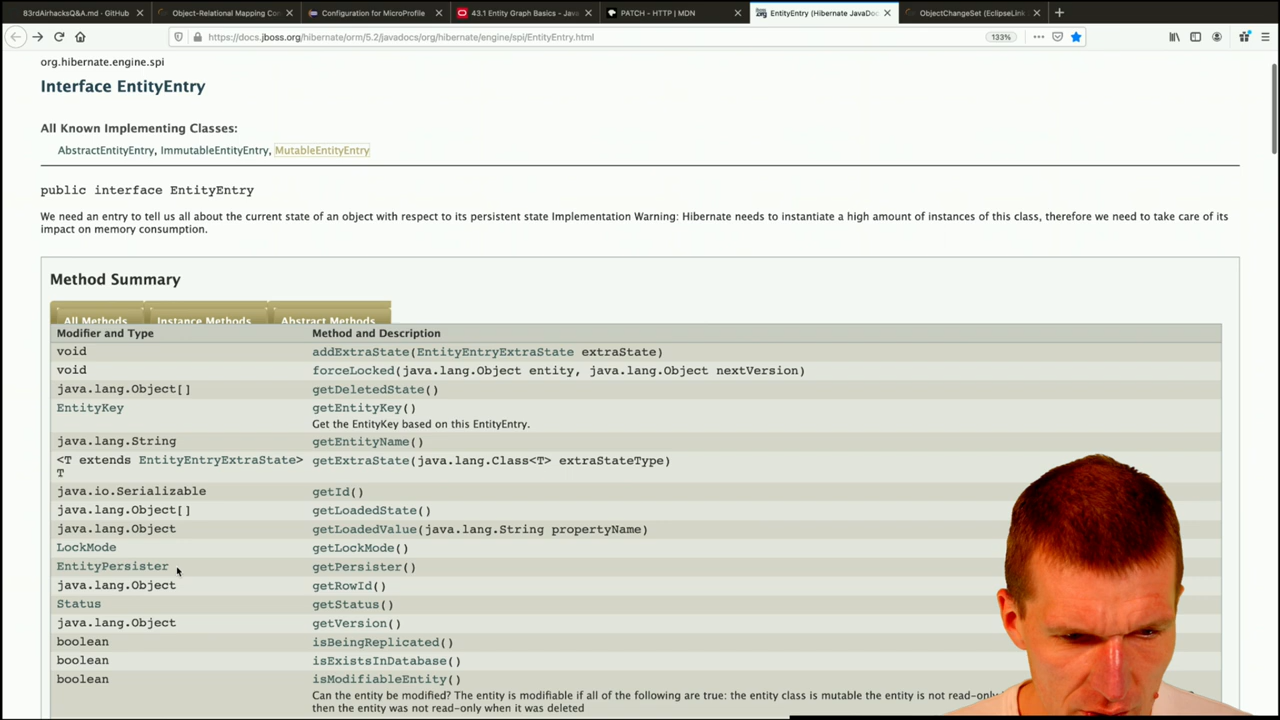 83rdAirhacksQ&A.md · GitHub
Object-Relational Mapping Con
Configuration for MicroProfile
43.1 Entity Graph Basics - Java
PATCH - HTTP | MDN
EntityEntry (Hibernate JavaDoc
ObjectChangeSet (EclipseLink
https://docs.jboss.org/hibernate/orm/5.2/javadocs/org/hibernate/engine/spi/EntityEntry.html
133%
org.hibernate.engine.spi
Interface EntityEntry
All Known Implementing Classes:
AbstractEntityEntry, ImmutableEntityEntry, MutableEntityEntry
public interface EntityEntry
We need an entry to tell us all about the current state of an object with respect to its persistent state Implementation Warning: Hibernate needs to instantiate a high amount of instances of this class, therefore we need to take care of its
impact on memory consumption.
Method Summary
All Methods Instance Methods Abstract Methods
Modifier and Type Method and Description
void addExtraState(EntityEntryExtraState extraState)
void forceLocked(java.lang.Object entity, java.lang.Object nextVersion)
java.lang.Object[] getDeletedState()
EntityKey getEntityKey()
Get the EntityKey based on this EntityEntry.
java.lang.String getEntityName()
<T extends EntityEntryExtraState> getExtraState(java.lang.Class<T> extraStateType)
T
java.io.Serializable getId()
java.lang.Object[] getLoadedState()
java.lang.Object getLoadedValue(java.lang.String propertyName)
LockMode getLockMode()
EntityPersister getPersister()
java.lang.Object getRowId()
Status getStatus()
java.lang.Object getVersion()
boolean isBeingReplicated()
boolean isExistsInDatabase()
boolean isModifiableEntity()
Can the entity be modified? The entity is modifiable if all of the following are true: the entity class is mutable the entity is not read-only
then the entity was not read-only when it was deleted